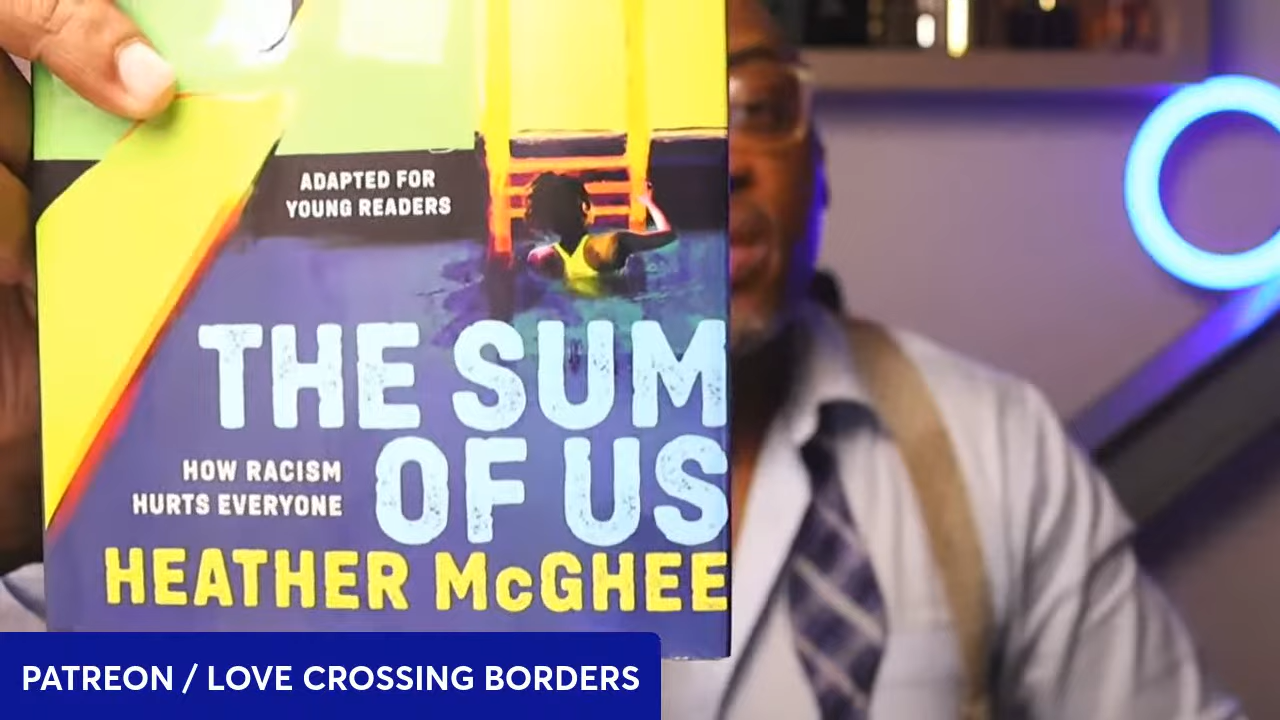 ADAPTED FOR
YOUNG READERS
THE SUM
OF US
HOW RACISM
HURTS EVERYONE
HEATHER McGHEE
PATREON / LOVE CROSSING BORDERS